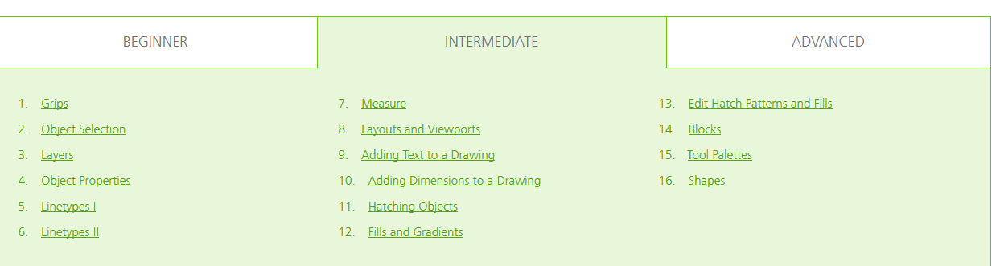 BEGINNER
INTERMEDIATE
ADVANCED
1. Grips
2. Object Selection
3. Layers
4. Object Properties
5. Linetypes I
6. Linetypes II
7. Measure
8. Layouts and Viewports
9. Adding Text to a Drawing
10. Adding Dimensions to a Drawing
11. Hatching Objects
12. Fills and Gradients
13. Edit Hatch Patterns and Fills
14. Blocks
15. Tool Palettes
16. Shapes